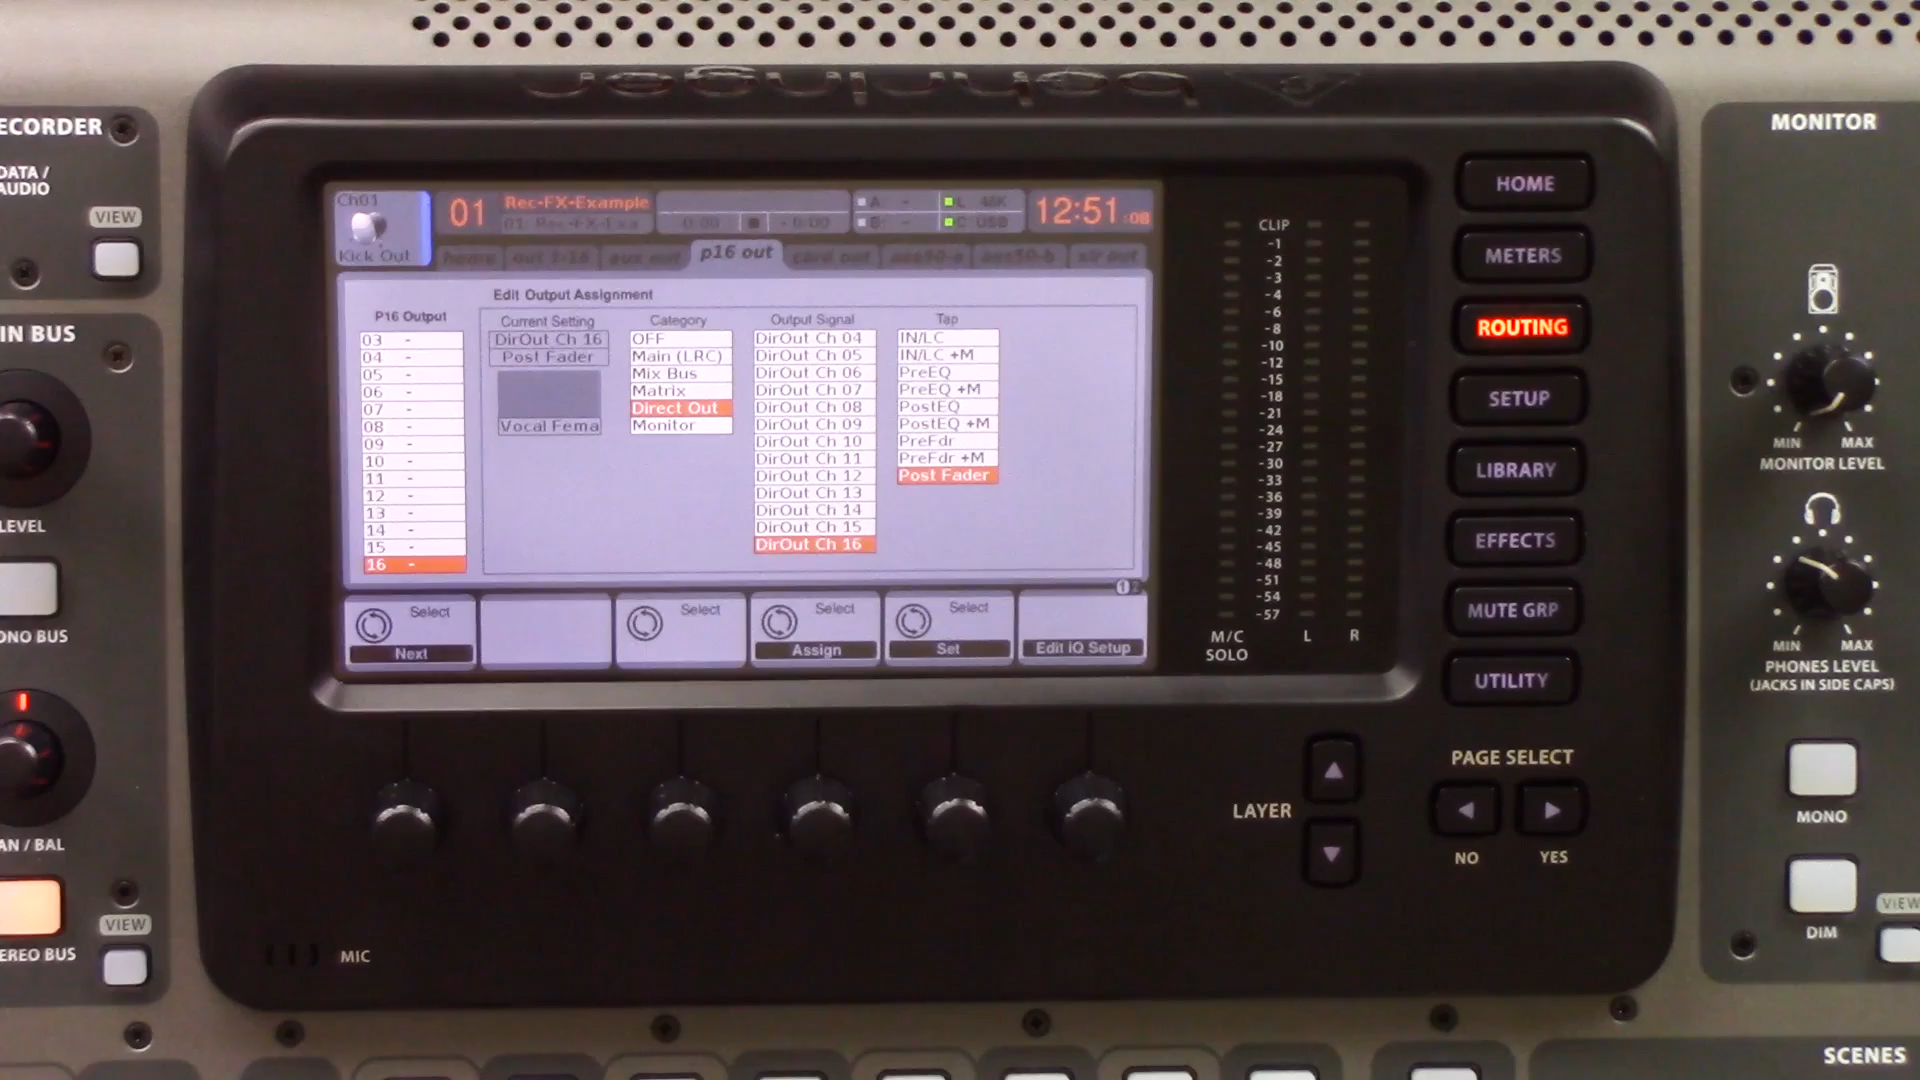 behringer
ECORDER
DATA /
AUDIO
VIEW
IN BUS
LEVEL
ONO BUS
AN / BAL
VIEW
EREO BUS
Ch01
Kick Out
01
Rec-FX-Example
01: Rec-FX-Exa
0:00
- 0:00
A: -
B: -
L 48K
C USB
12:51:08
home
out 1-16
aux out
p16 out
card out
aes50-a
aes50-b
xlr out
Edit Output Assignment
P16 Output
03 -
04 -
05 -
06 -
07 -
08 -
09 -
10 -
11 -
12 -
13 -
14 -
15 -
16 -
Current Setting
DirOut Ch 16
Post Fader
Vocal Fema
Category
OFF
Main (LRC)
Mix Bus
Matrix
Direct Out
Monitor
Output Signal
DirOut Ch 04
DirOut Ch 05
DirOut Ch 06
DirOut Ch 07
DirOut Ch 08
DirOut Ch 09
DirOut Ch 10
DirOut Ch 11
DirOut Ch 12
DirOut Ch 13
DirOut Ch 14
DirOut Ch 15
DirOut Ch 16
Tap
IN/LC
IN/LC +M
PreEQ
PreEQ +M
PostEQ
PostEQ +M
PreFdr
PreFdr +M
Post Fader
1 2
Select
Next
Select
Select
Assign
Select
Set
Edit iQ Setup
CLIP
-1
-2
-3
-4
-6
-8
-10
-12
-15
-18
-21
-24
-27
-30
-33
-36
-39
-42
-45
-48
-51
-54
-57
M/C
SOLO
L
R
HOME
METERS
ROUTING
SETUP
LIBRARY
EFFECTS
MUTE GRP
UTILITY
PAGE SELECT
LAYER
NO
YES
MIC
MONITOR
MIN
MAX
MONITOR LEVEL
MIN
MAX
PHONES LEVEL
(JACKS IN SIDE CAPS)
MONO
DIM
VIEW
SCENES